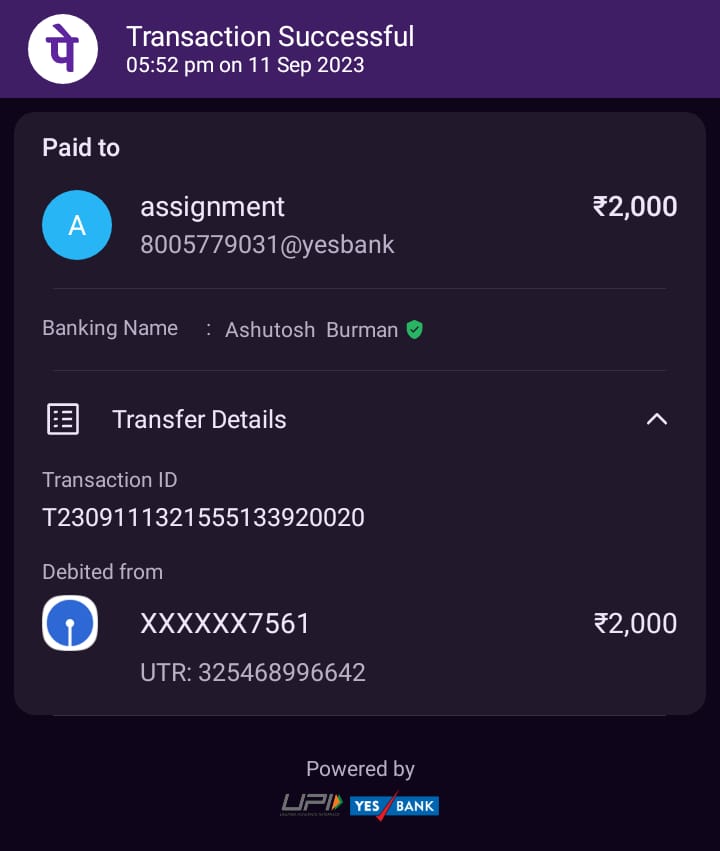 पे
Transaction Successful
05:52 pm on 11 Sep 2023
Paid to
A
assignment
₹2,000
8005779031@yesbank
Banking Name : Ashutosh Burman
Transfer Details
Transaction ID
T2309111321555133920020
Debited from
XXXXXX7561
₹2,000
UTR: 325468996642
Powered by
UPI YES BANK